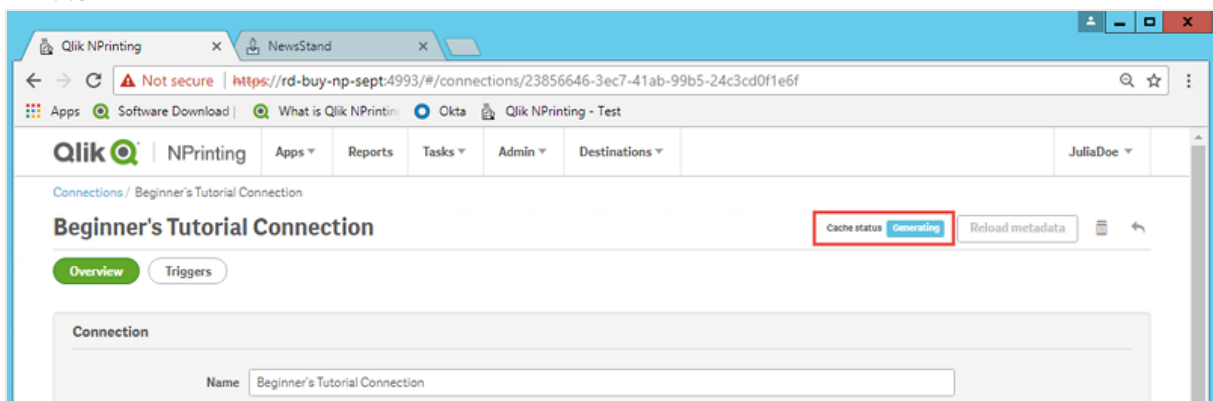 Qlik NPrinting
NewsStand
Not secure | https://rd-buy-np-sept:4993/#/connections/23856646-3ec7-41ab-99b5-24c3cd0f1e6f
Apps Software Download | What is Qlik NPrintin Okta Qlik NPrinting - Test
Qlik NPrinting Apps Reports Tasks Admin Destinations JuliaDoe
Connections / Beginner's Tutorial Connection
Beginner's Tutorial Connection Cache status Generating Reload metadata
Overview Triggers
Connection
Name Beginner's Tutorial Connection